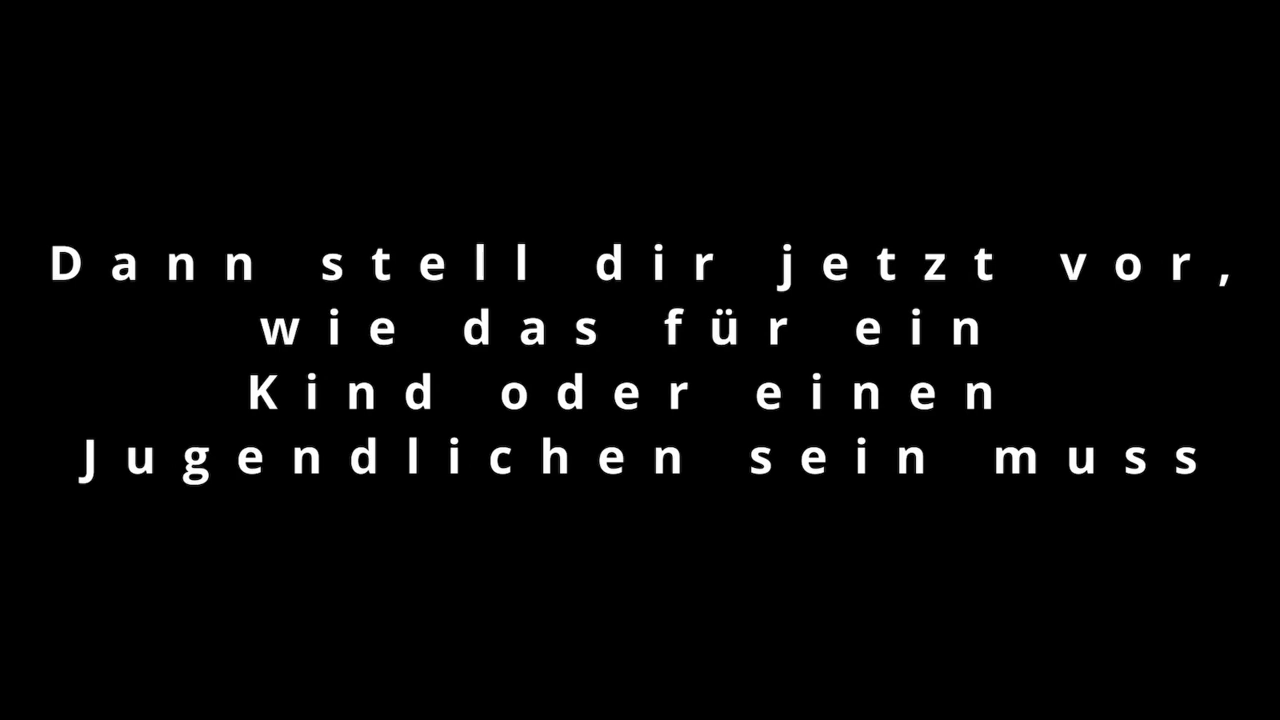 Dann stell dir jetzt vor,
wie das für ein
Kind oder einen
Jugendlichen sein muss